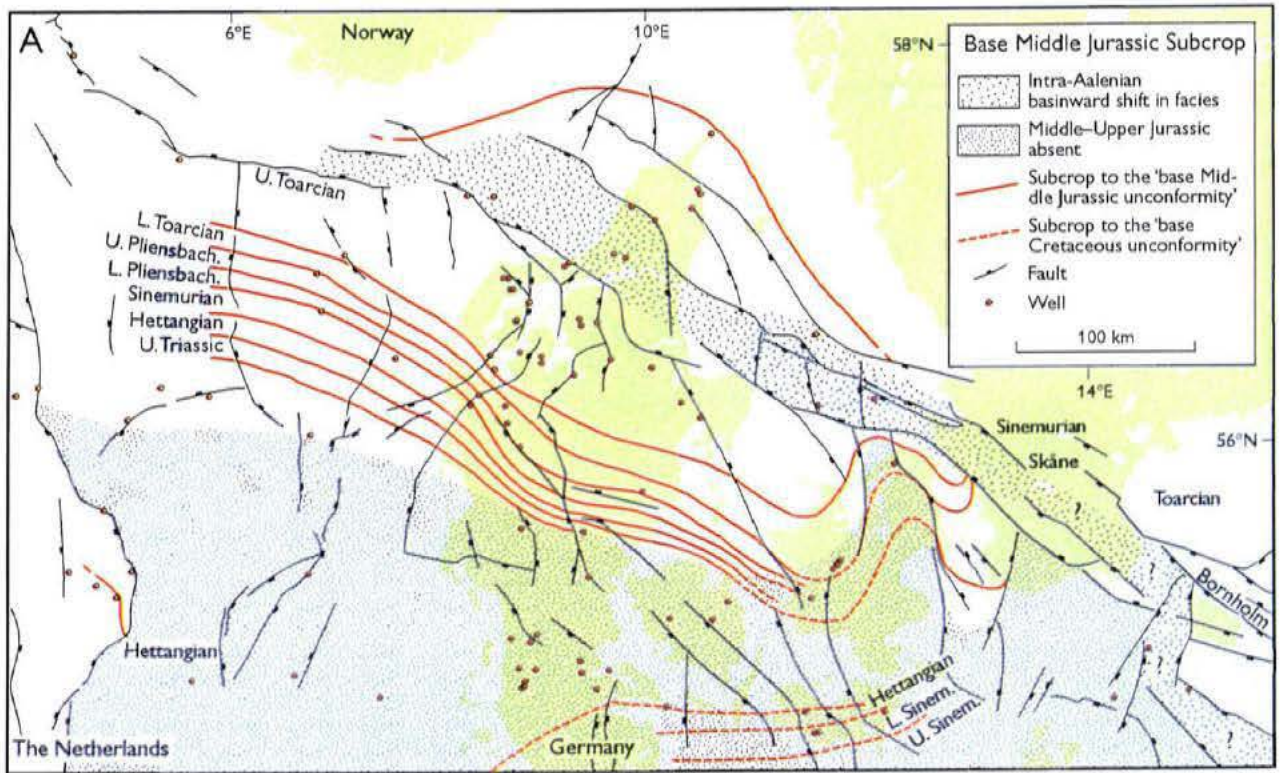 A
6°E
Norway
10°E
58°N
Base Middle Jurassic Subcrop
Intra-Aalenian
basinward shift in facies
Middle–Upper Jurassic
absent
Subcrop to the 'base Mid-
dle Jurassic unconformity'
Subcrop to the 'base
Cretaceous unconformity'
Fault
Well
100 km
14°E
U. Toarcian
L. Toarcian
U. Pliensbach.
L. Pliensbach.
Sinemurian
Hettangian
U. Triassic
Sinemurian
56°N
Skåne
Toarcian
?
Bornholm
?
?
?
?
Hettangian
Hettangian
L. Sinem.
U. Sinem.
The Netherlands
Germany